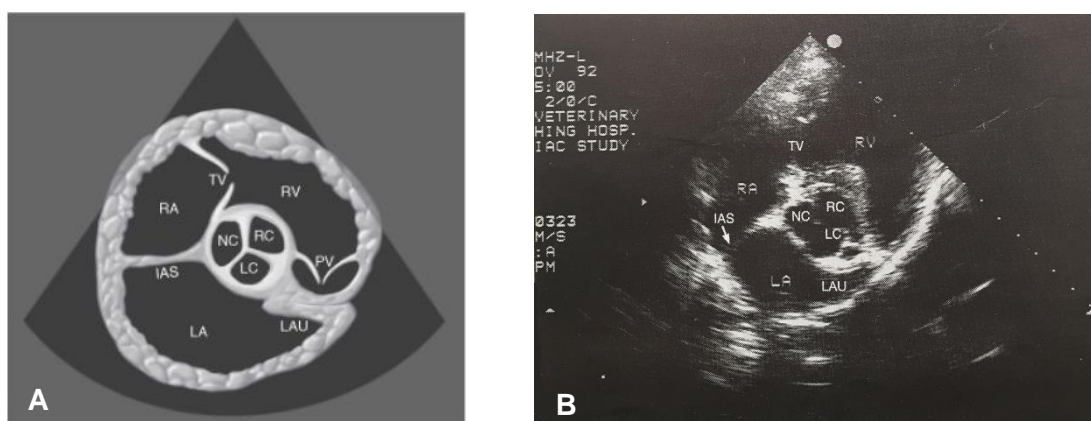 TV
RV
RA
NC
RC
PV
LC
IAS
LA
LAU
A
MHZ-L
OV 92
5:00
2/0/C
VETERINARY
HING HOSP.
IAC STUDY
TV
RV
RA
IAS
NC
RC
0323
M/S
:A
PM
LC
LA
LAU
B